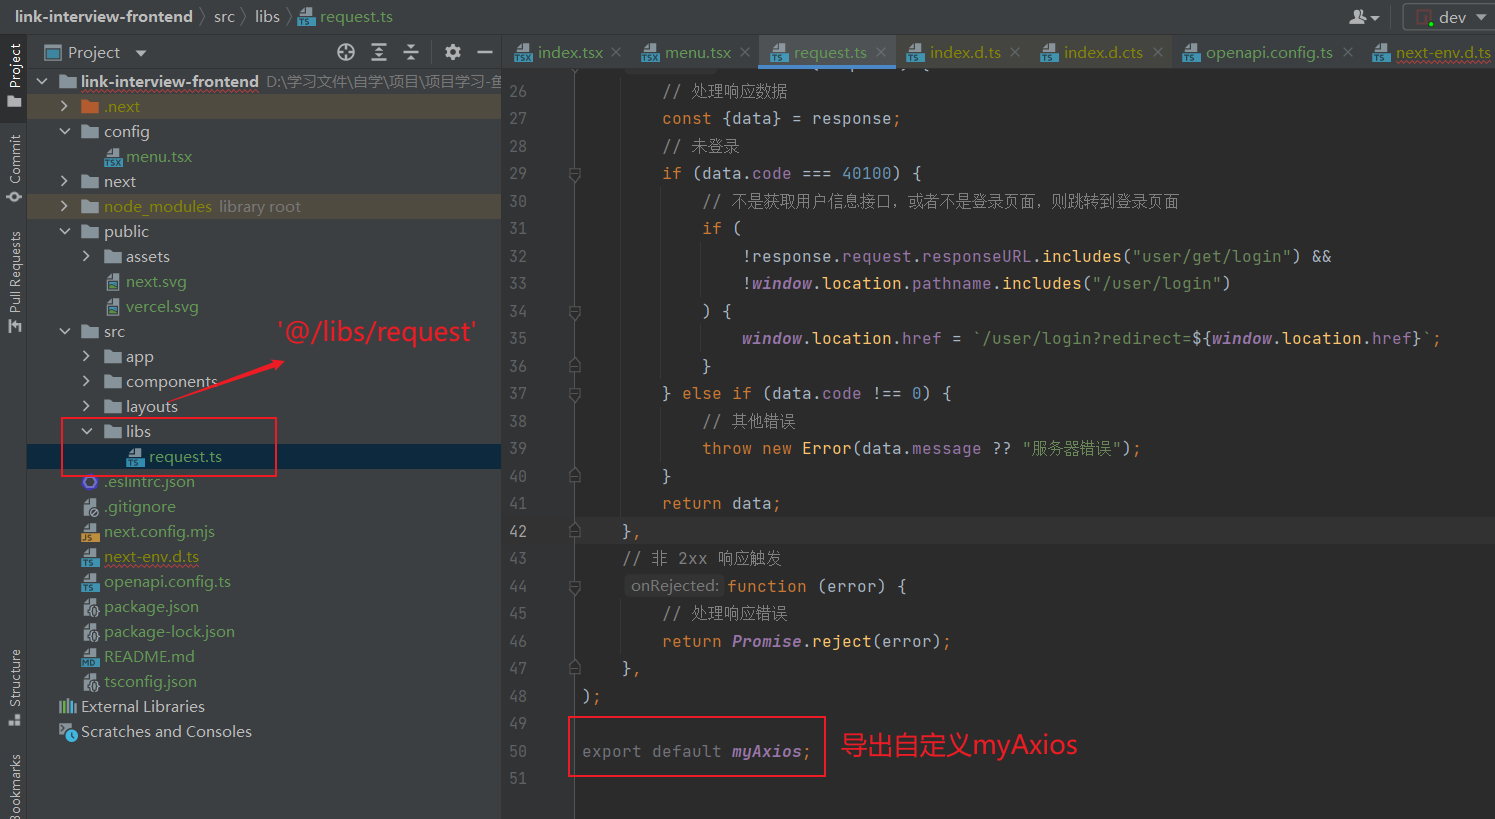 link-interview-frontend 〉 src 〉 libs 〉 request.ts
dev
Project
index.tsx
menu.tsx
request.ts
index.d.ts
index.d.cts
openapi.config.ts
next-env.d.ts
Project
Commit
Pull Requests
Structure
Bookmarks
link-interview-frontend D:\学习文件\自学\项目\项目学习-鱼
.next
config
menu.tsx
next
node_modules library root
public
assets
next.svg
vercel.svg
src
app
components
layouts
libs
request.ts
.eslintrc.json
.gitignore
next.config.mjs
next-env.d.ts
openapi.config.ts
package.json
package-lock.json
README.md
tsconfig.json
External Libraries
Scratches and Consoles
'@/libs/request'
26 // 处理响应数据
27 const {data} = response;
28 // 未登录
29 if (data.code === 40100) {
30 // 不是获取用户信息接口，或者不是登录页面，则跳转到登录页面
31 if (
32 !response.request.responseURL.includes("user/get/login") &&
33 !window.location.pathname.includes("/user/login")
34 ) {
35 window.location.href = `/user/login?redirect=${window.location.href}`;
36 }
37 } else if (data.code !== 0) {
38 // 其他错误
39 throw new Error(data.message ?? "服务器错误");
40 }
41 return data;
42 },
43 // 非 2xx 响应触发
44 onRejected: function (error) {
45 // 处理响应错误
46 return Promise.reject(error);
47 },
48 );
49
50 export default myAxios;
51
导出自定义myAxios